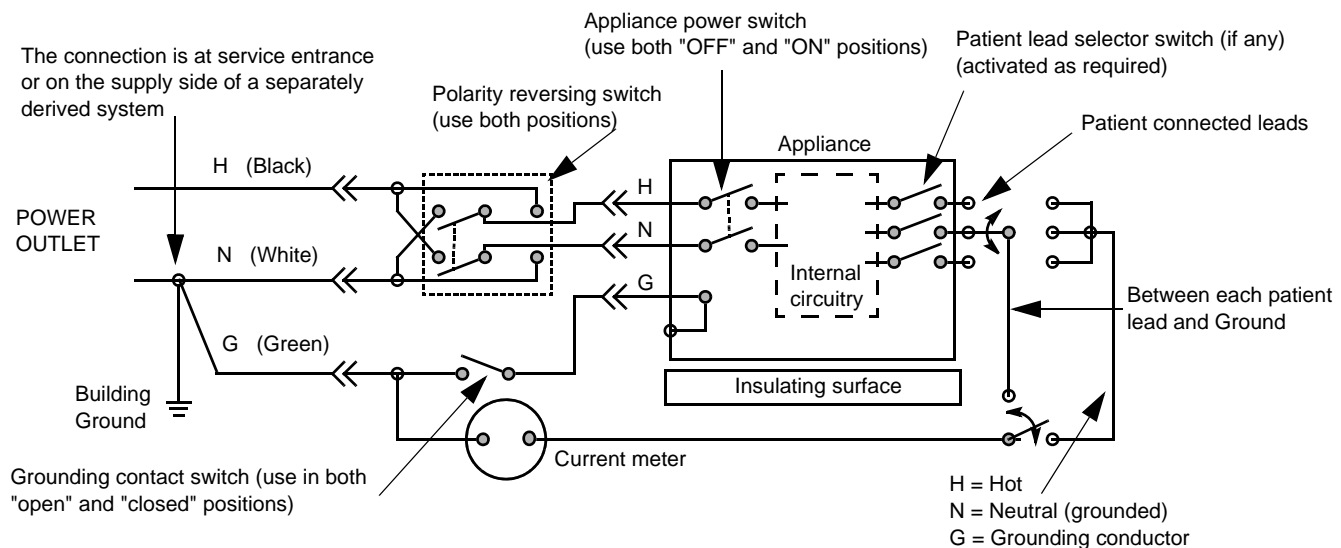 Appliance power switch
(use both "OFF" and "ON" positions)
The connection is at service entrance
or on the supply side of a separately
derived system
Patient lead selector switch (if any)
(activated as required)
Polarity reversing switch
(use both positions)
Patient connected leads
Appliance
H (Black)
H
POWER
OUTLET
N
N (White)
Internal
circuitry
G
Between each patient
lead and Ground
G (Green)
Insulating surface
Building
Ground
Current meter
Grounding contact switch (use in both
"open" and "closed" positions)
H = Hot
N = Neutral (grounded)
G = Grounding conductor